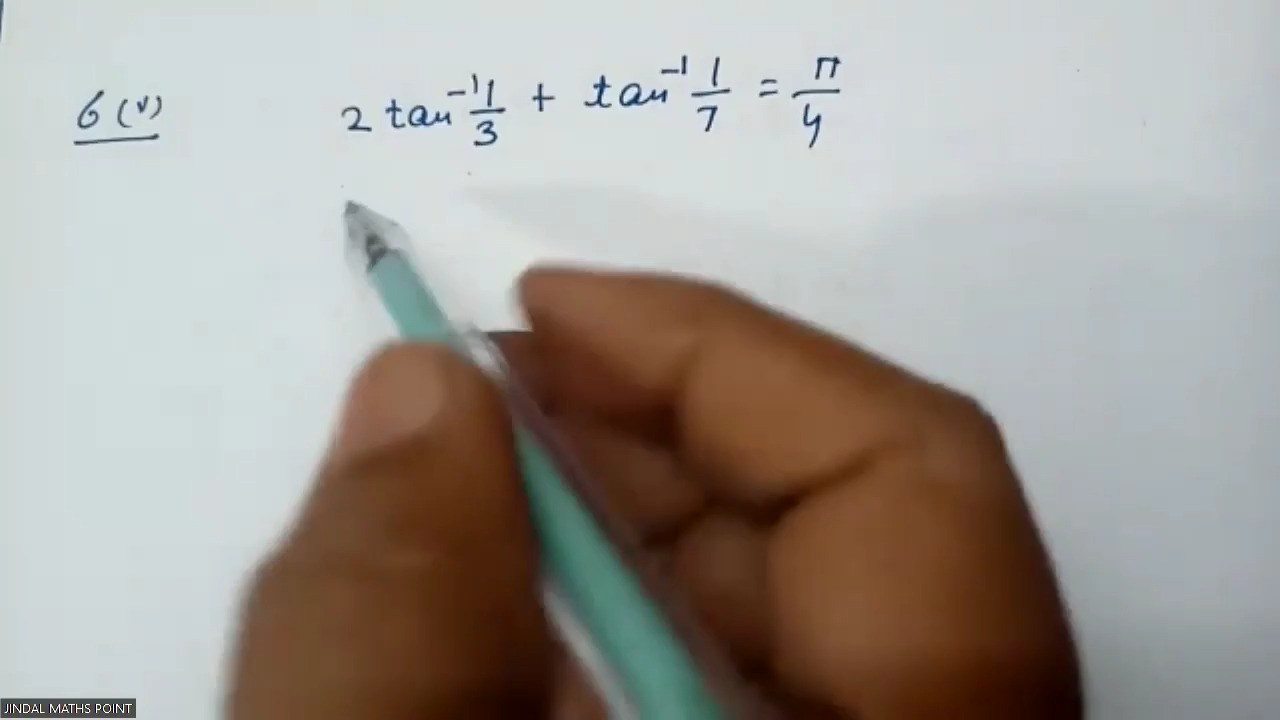 6 (v) 2 tan⁻¹ 1/3 + tan⁻¹ 1/7 = π/4
JINDAL MATHS POINT